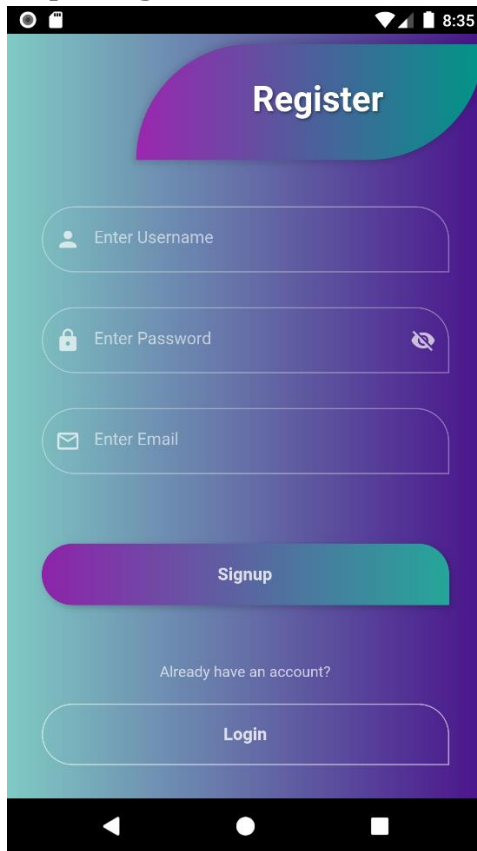 8:35
Register
Enter Username
Enter Password
Enter Email
Signup
Already have an account?
Login